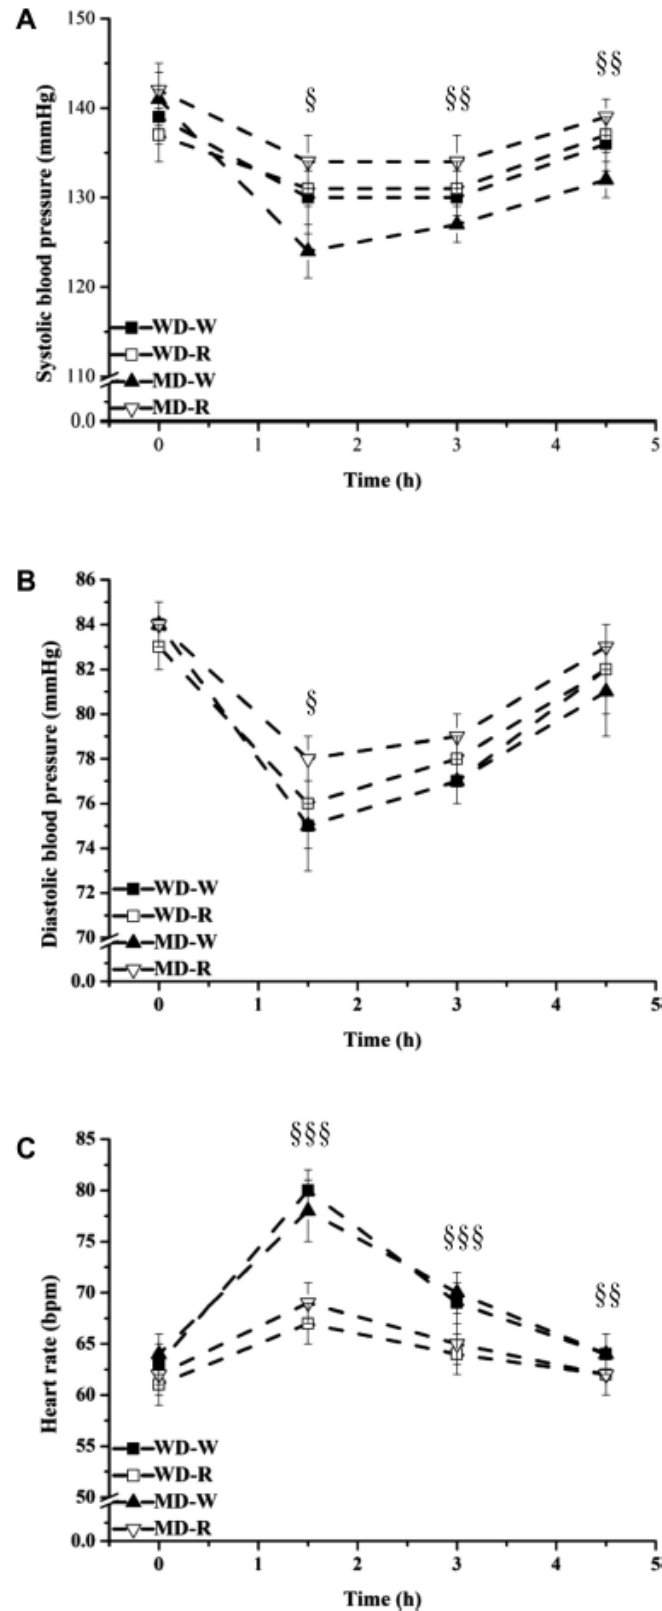 A
150
§§
§
§§
140
130
120
110
0.0
Systolic blood pressure (mmHg)
WD-W
WD-R
MD-W
MD-R
0 1 2 3 4 5
Time (h)
B
86
84
82
80
78
76
74
72
70
0.0
§
Diastolic blood pressure (mmHg)
WD-W
WD-R
MD-W
MD-R
0 1 2 3 4 5
Time (h)
C
85
80
75
70
65
60
55
50
0.0
§§§
§§§
§§
Heart rate (bpm)
WD-W
WD-R
MD-W
MD-R
0 1 2 3 4 5
Time (h)